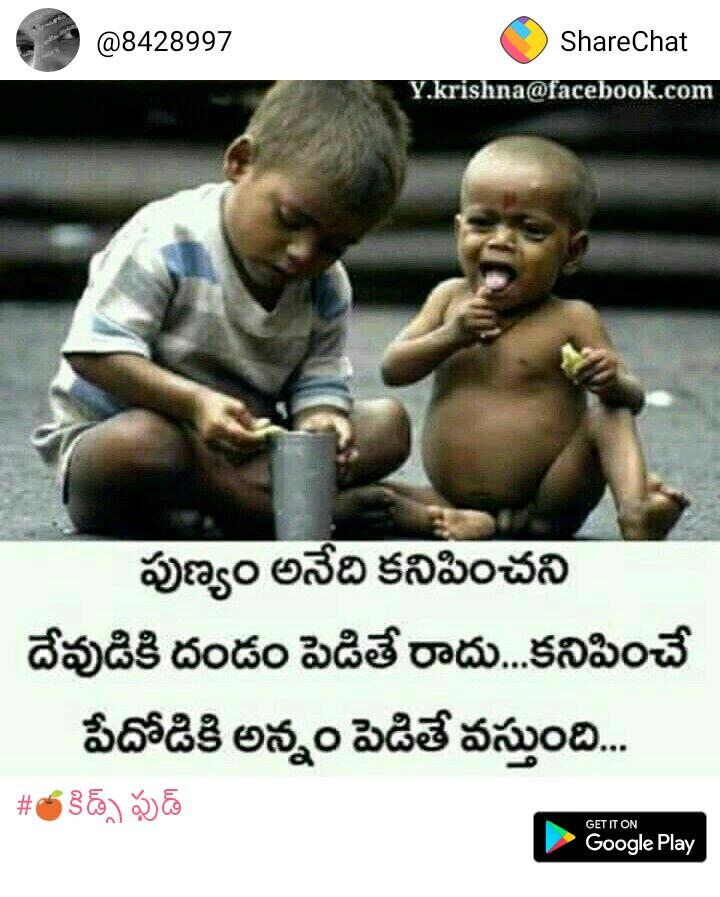 @8428997
ShareChat
Y.krishna@facebook.com
పుణ్యం అనేది కనిపించని
దేవుడికి దండం పెడితే రాదు...కనిపించే
పేదోడికి అన్నం పెడితే వస్తుంది...
#🍎కిడ్స్ ఫుడ్
GET IT ON
Google Play